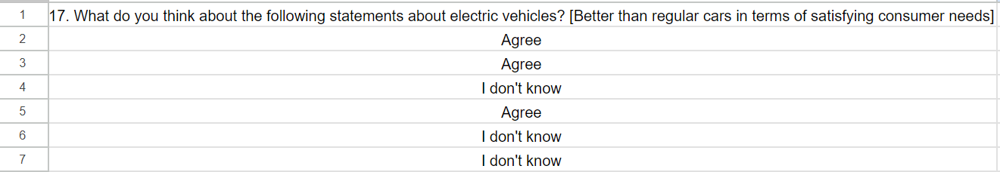 1 17. What do you think about the following statements about electric vehicles? [Better than regular cars in terms of satisfying consumer needs]
2 Agree
3 Agree
4 I don't know
5 Agree
6 I don't know
7 I don't know